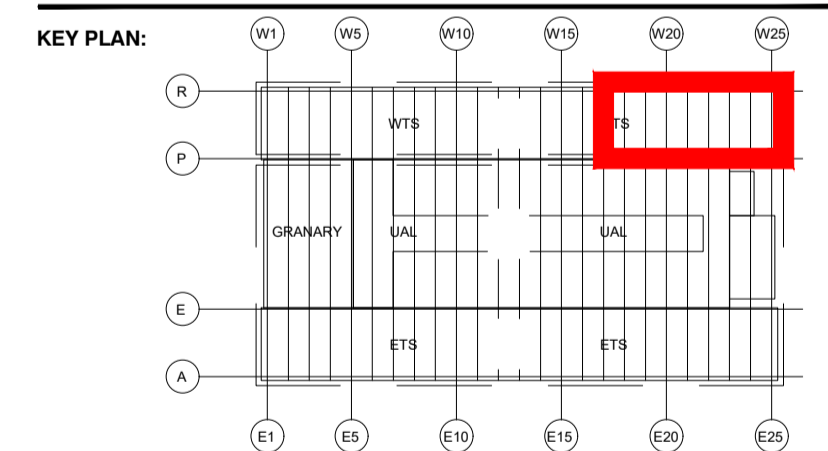 KEY PLAN:
W1 W5 W10 W15 W20 W25
R
WTS TS
P
GRANARY UAL UAL
E
ETS ETS
A
E1 E5 E10 E15 E20 E25